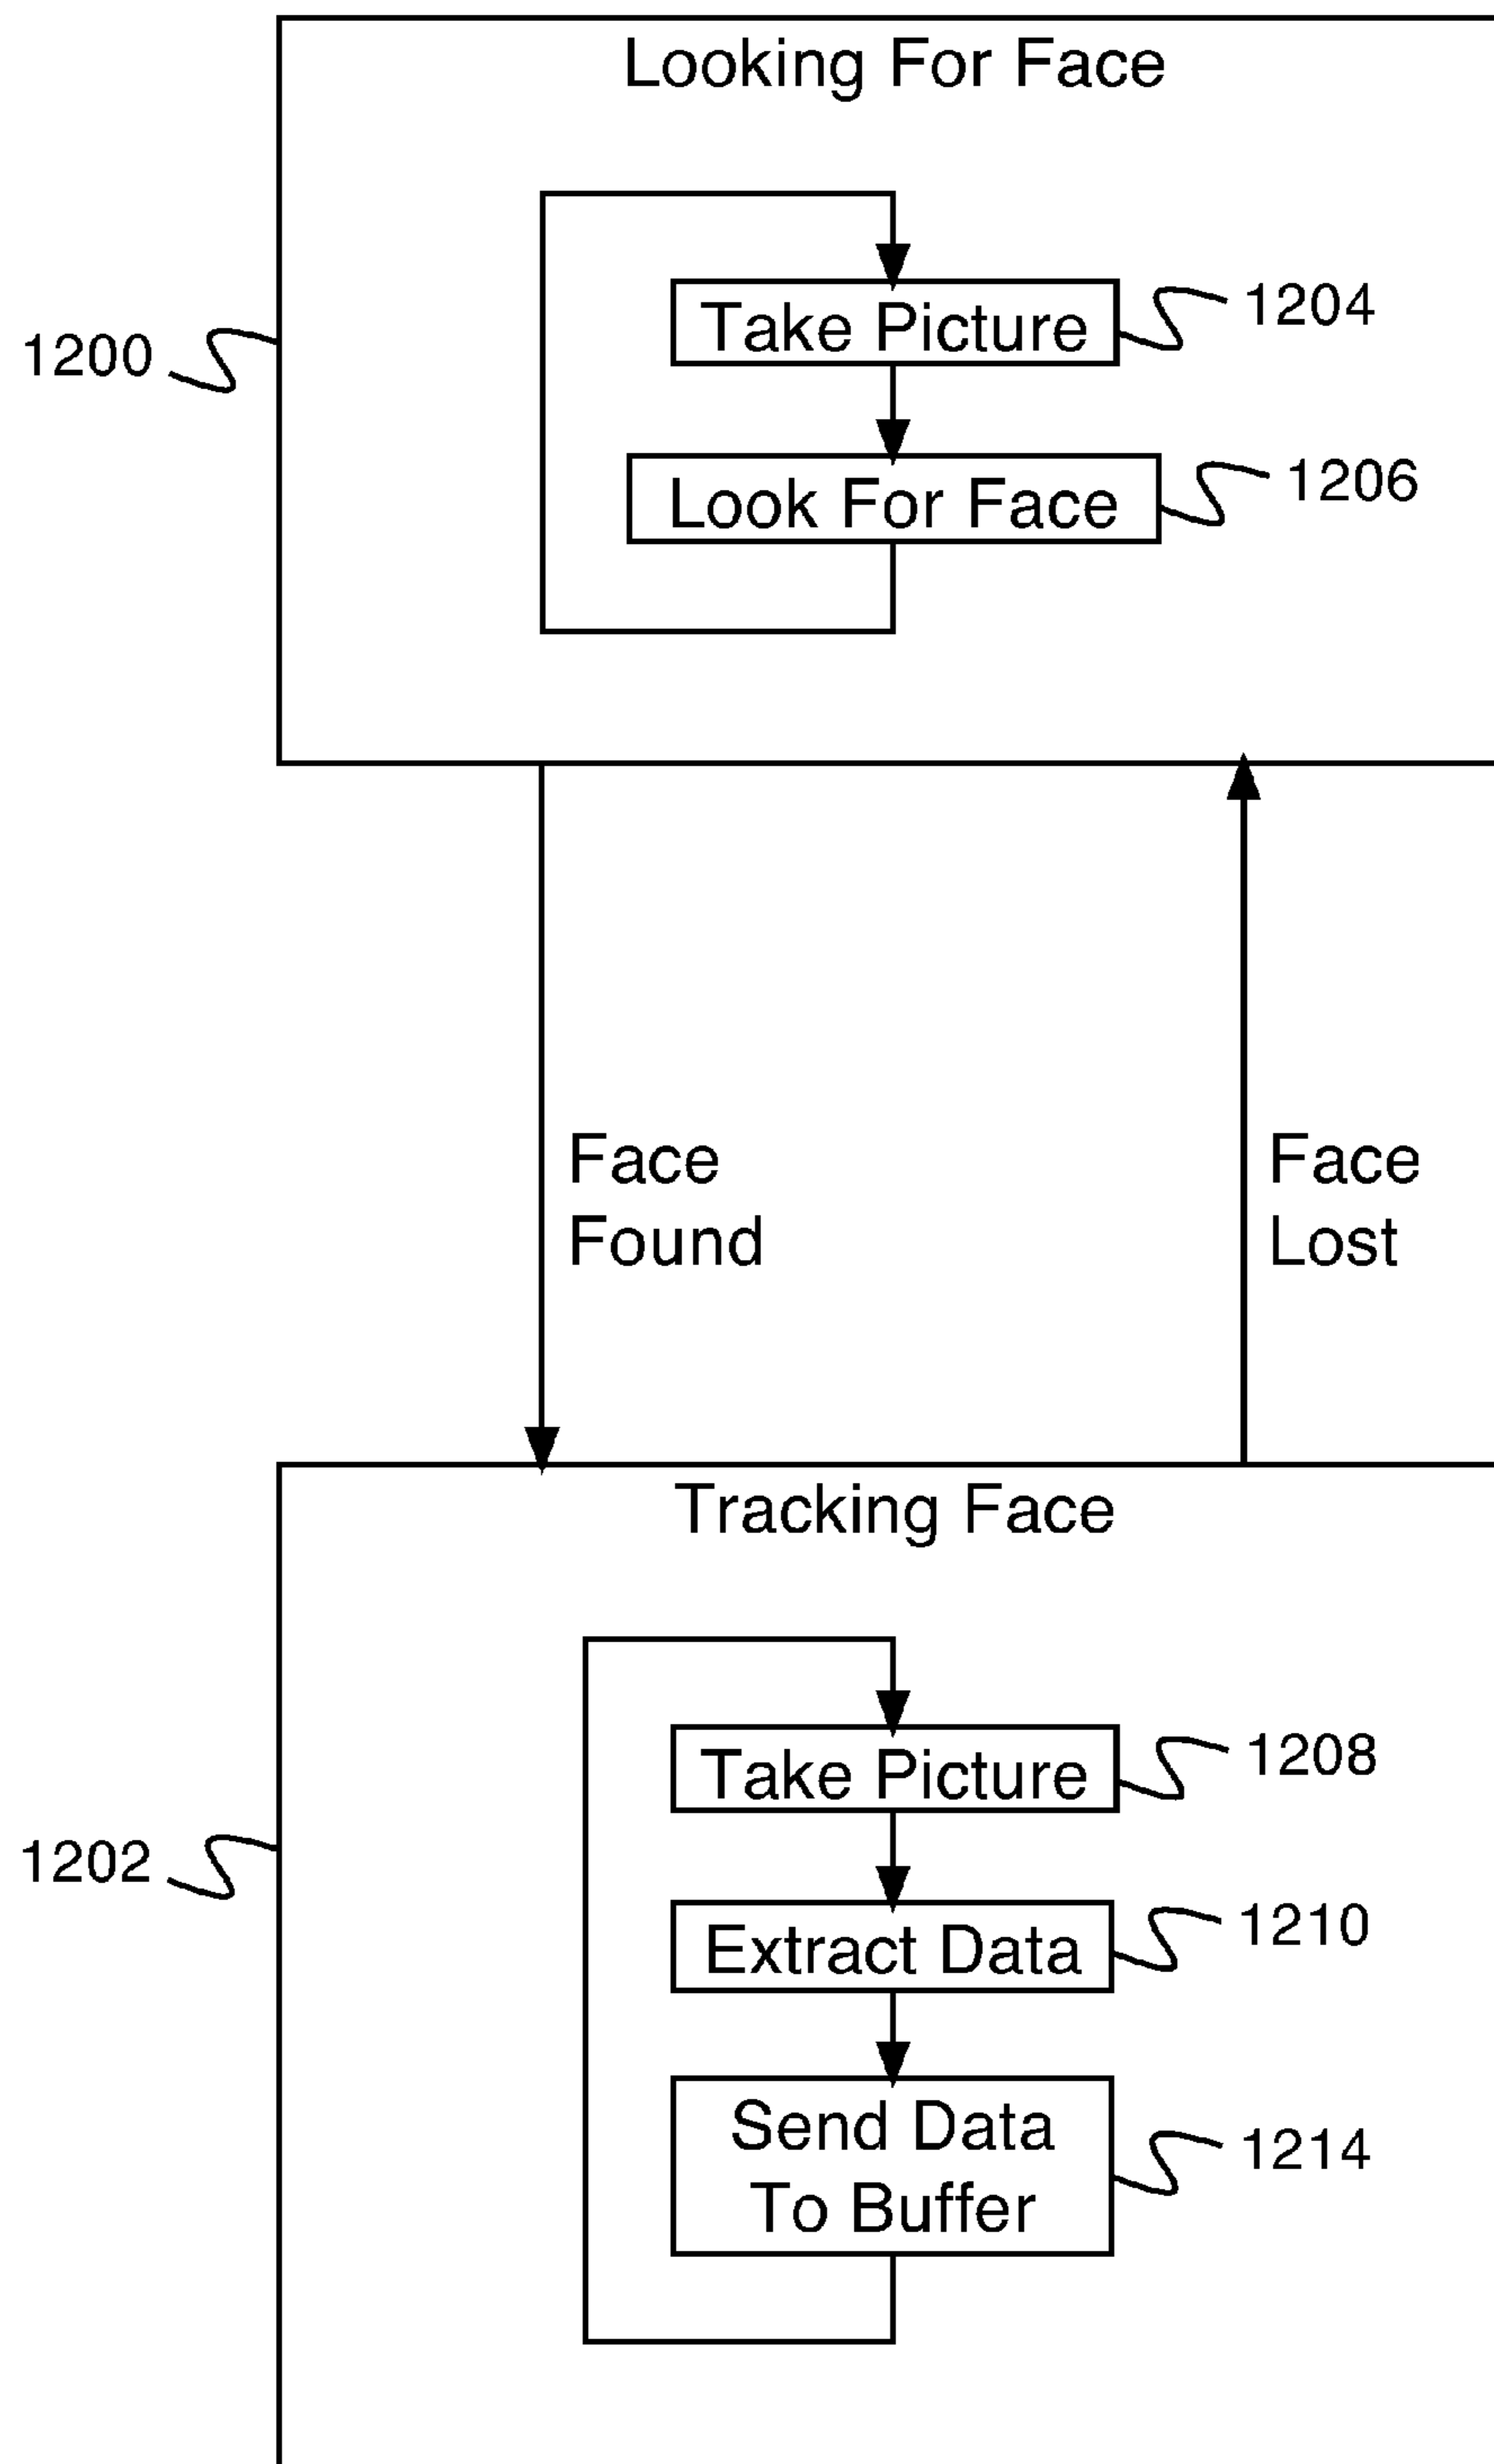 Looking For Face
Take Picture
1204
1200
Look For Face
1206
Face
Found
Face
Lost
Tracking Face
Take Picture
1208
1202
Extract Data
1210
Send Data
To Buffer
1214